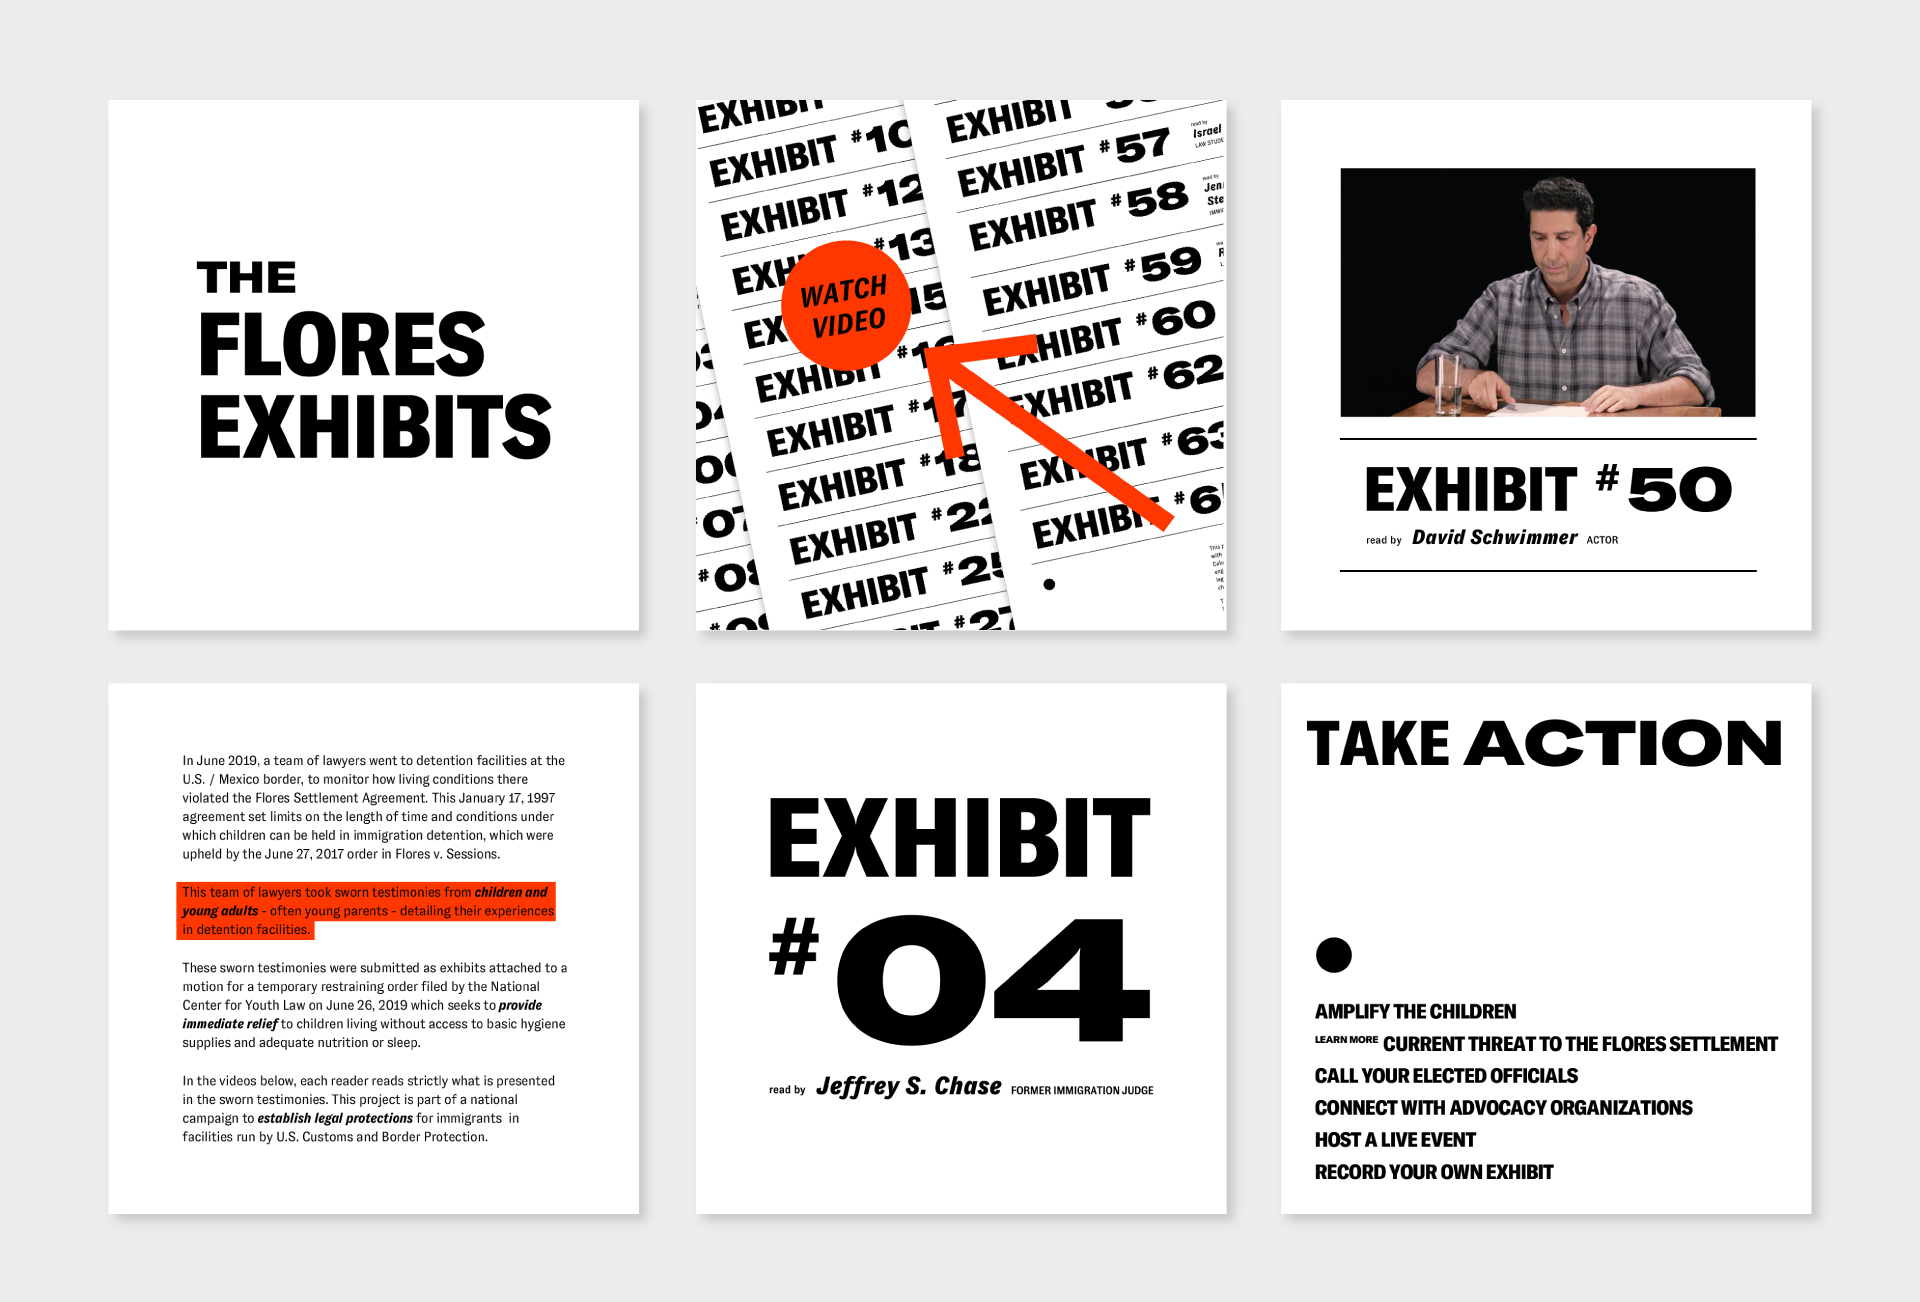 THE
FLORES
EXHIBITS
EXHIBIT
EXHIBIT #10
EXHIBIT #12
#13
WATCH
VIDEO
EXHIBIT
EXHIBIT #17
EXHIBIT #18
EXHIBIT #22
EXHIBIT #25
#27
#07
#08
#09
EXHIBIT
EXHIBIT #57
read by
Israel
EXHIBIT #58
read by
EXHIBIT #59
EXHIBIT #60
EXHIBIT #62
EXHIBIT #63
EXHIBIT #6
EXHIBIT #50
read by David Schwimmer ACTOR
In June 2019, a team of lawyers went to detention facilities at the
U.S. / Mexico border, to monitor how living conditions there
violated the Flores Settlement Agreement. This January 17, 1997
agreement set limits on the length of time and conditions under
which children can be held in immigration detention, which were
upheld by the June 27, 2017 order in Flores v. Sessions.
This team of lawyers took sworn testimonies from children and
young adults - often young parents - detailing their experiences
in detention facilities.
These sworn testimonies were submitted as exhibits attached to a
motion for a temporary restraining order filed by the National
Center for Youth Law on June 26, 2019 which seeks to provide
immediate relief to children living without access to basic hygiene
supplies and adequate nutrition or sleep.
In the videos below, each reader reads strictly what is presented
in the sworn testimonies. This project is part of a national
campaign to establish legal protections for immigrants in
facilities run by U.S. Customs and Border Protection.
EXHIBIT
#04
read by Jeffrey S. Chase FORMER IMMIGRATION JUDGE
TAKE ACTION
AMPLIFY THE CHILDREN
LEARN MORE CURRENT THREAT TO THE FLORES SETTLEMENT
CALL YOUR ELECTED OFFICIALS
CONNECT WITH ADVOCACY ORGANIZATIONS
HOST A LIVE EVENT
RECORD YOUR OWN EXHIBIT